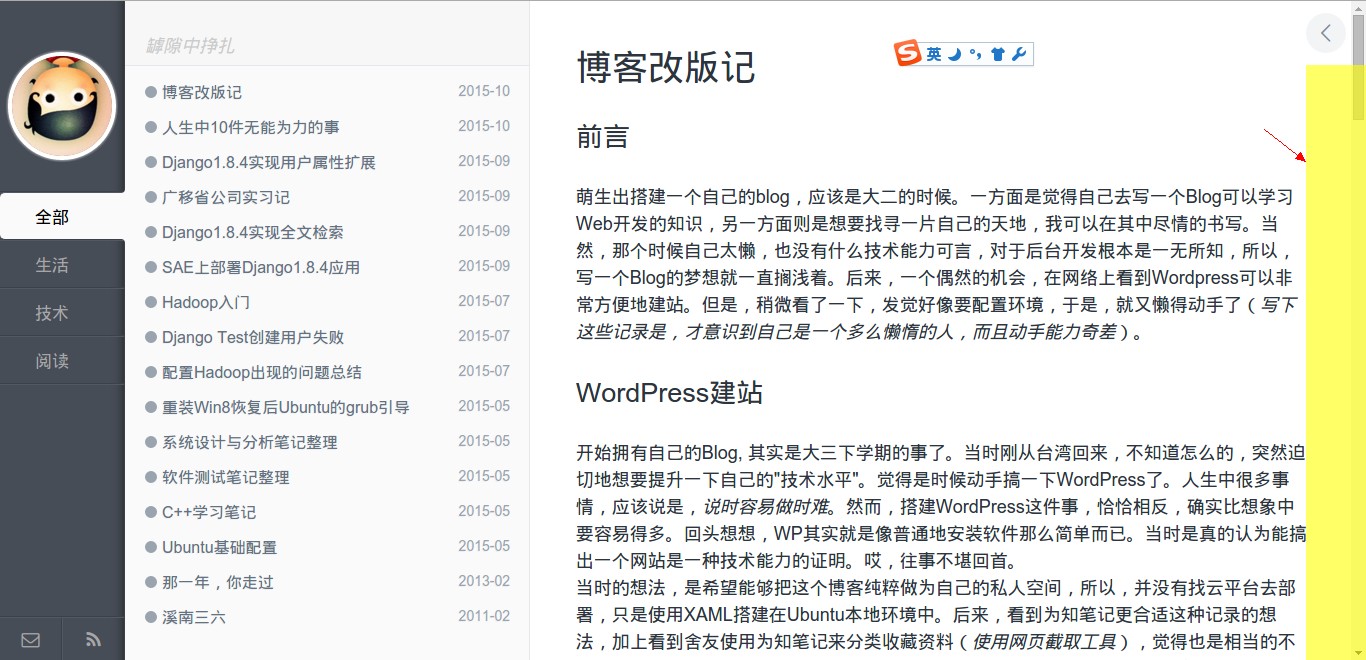 全部
生活
技术
阅读
罅隙中挣扎
博客改版记 2015-10
人生中10件无能为力的事 2015-10
Django1.8.4实现用户属性扩展 2015-09
广移省公司实习记 2015-09
Django1.8.4实现全文检索 2015-09
SAE上部署Django1.8.4应用 2015-09
Hadoop入门 2015-07
Django Test创建用户失败 2015-07
配置Hadoop出现的问题总结 2015-07
重装Win8恢复后Ubuntu的grub引导 2015-05
系统设计与分析笔记整理 2015-05
软件测试笔记整理 2015-05
C++学习笔记 2015-05
Ubuntu基础配置 2015-05
那一年，你走过 2013-02
溪南三六 2011-02
英
博客改版记
前言
萌生出搭建一个自己的blog，应该是大二的时候。一方面是觉得自己去写一个Blog可以学习
Web开发的知识，另一方面则是想要找寻一片自己的天地，我可以在其中尽情的书写。当
然，那个时候自己太懒，也没有什么技术能力可言，对于后台开发根本是一无所知，所以，
写一个Blog的梦想就一直搁浅着。后来，一个偶然的机会，在网络上看到Wordpress可以非
常方便地建站。但是，稍微看了一下，发觉好像要配置环境，于是，就又懒得动手了（写下
这些记录是，才意识到自己是一个多么懒惰的人，而且动手能力奇差）。
WordPress建站
开始拥有自己的Blog, 其实是大三下学期的事了。当时刚从台湾回来，不知道怎么的，突然迫
切地想要提升一下自己的"技术水平"。觉得是时候动手搞一下WordPress了。人生中很多事
情，应该说是，说时容易做时难。然而，搭建WordPress这件事，恰恰相反，确实比想象中
要容易得多。回头想想，WP其实就是像普通地安装软件那么简单而已。当时是真的认为能搞
出一个网站是一种技术能力的证明。哎，往事不堪回首。
当时的想法，是希望能够把这个博客纯粹做为自己的私人空间，所以，并没有找云平台去部
署，只是使用XAML搭建在Ubuntu本地环境中。后来，看到为知笔记更合适这种记录的想
法，加上看到舍友使用为知笔记来分类收藏资料（使用网页截取工具），觉得也是相当的不